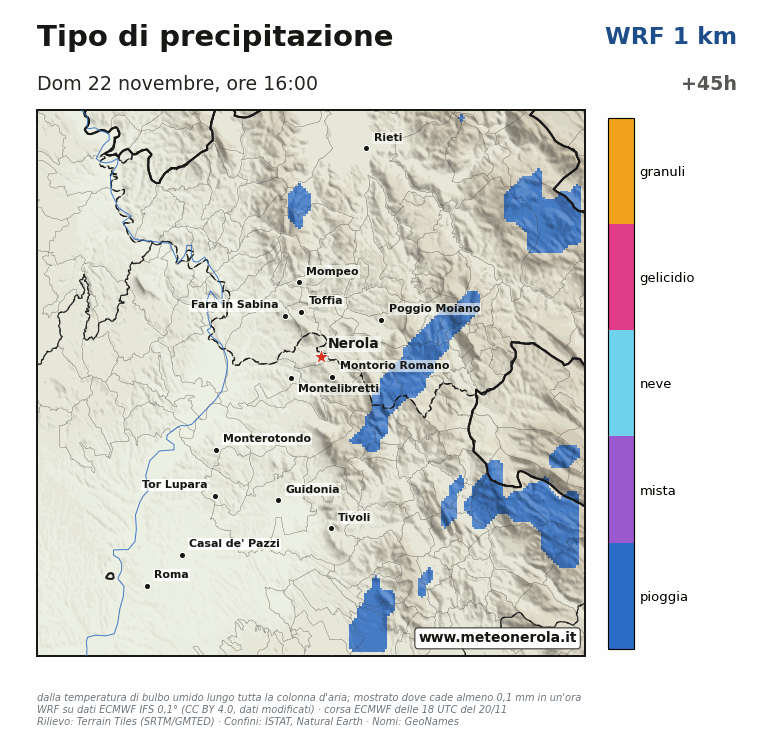 Tipo di precipitazione
WRF 1 km
Dom 22 novembre, ore 16:00
+45h
Rieti
Mompeo
Fara in Sabina
Toffia
Poggio Moiano
Nerola
Montorio Romano
Montelibretti
Monterotondo
Tor Lupara
Guidonia
Tivoli
Casal de' Pazzi
Roma
www.meteonerola.it
granuli
gelicidio
neve
mista
pioggia
dalla temperatura di bulbo umido lungo tutta la colonna d'aria; mostrato dove cade almeno 0,1 mm in un'ora
WRF su dati ECMWF IFS 0,1° (CC BY 4.0, dati modificati) · corsa ECMWF delle 18 UTC del 20/11
Rilievo: Terrain Tiles (SRTM/GMTED) · Confini: ISTAT, Natural Earth · Nomi: GeoNames